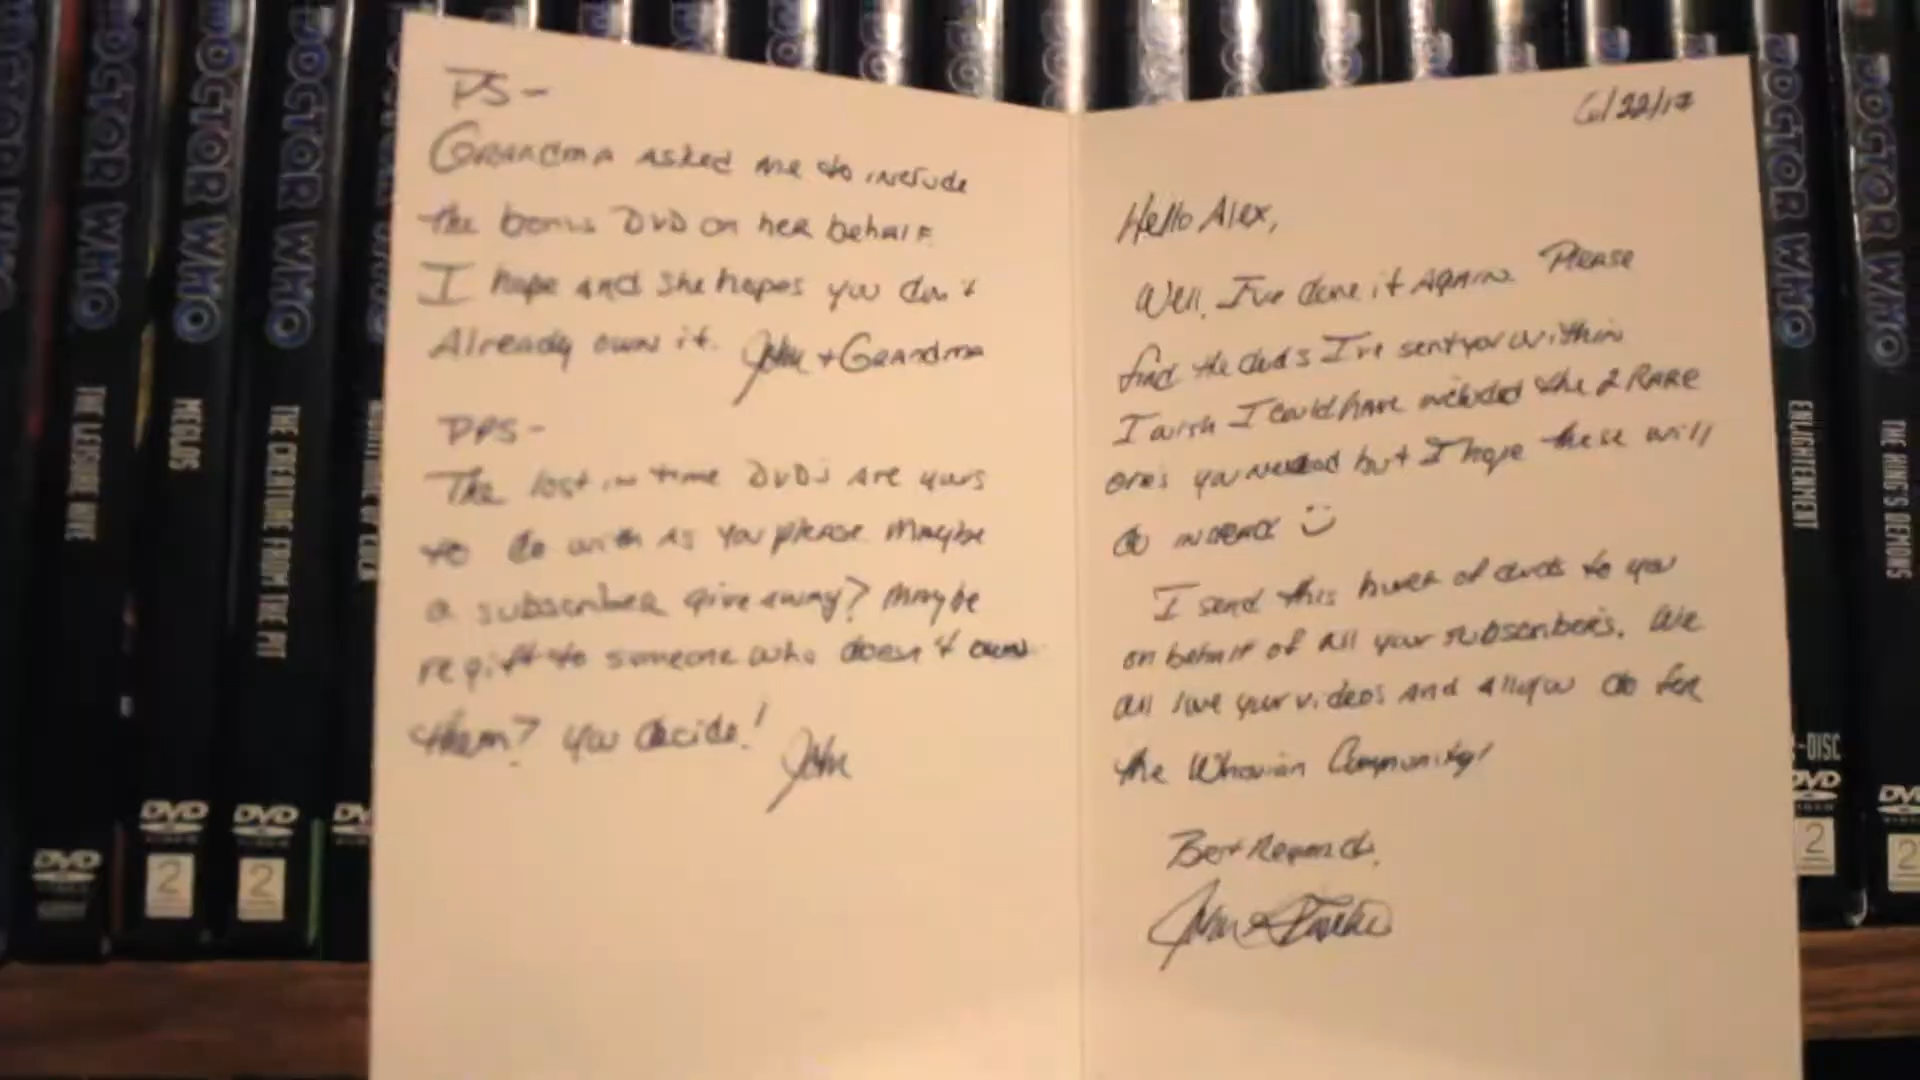 PS-
Grandma asked me to include
the bonus DVD on her behalf.
I hope and she hopes you don't
Already own it. John + Grandma
PPS-
The lost in time DVD's are yours
to do with as you please Maybe
a subscriber give away? Maybe
regift to someone who doesn't own
them? You decide!
John
6/22/17
Hello Alex,
Well, I've done it again. Please
find the dvd's I've sent you within
I wish I could have included the 2 RARE
ones you needed but I hope these will
do indeed
I send this bunch of dvds to you
on behalf of all your subscribers. We
all love your videos and all you do for
the Whovian Community!
Best Regards,
John
DOCTOR WHO
THE LEISURE HIVE
DVD
DOCTOR WHO
MEGLOS
DVD
2
DOCTOR WHO
THE CREATURE FROM THE PIT
DVD
2
DOCTOR WHO
ENLIGHTENMENT
2-DISC
DVD
2
DOCTOR WHO
THE KING'S DEMONS
DVD
2